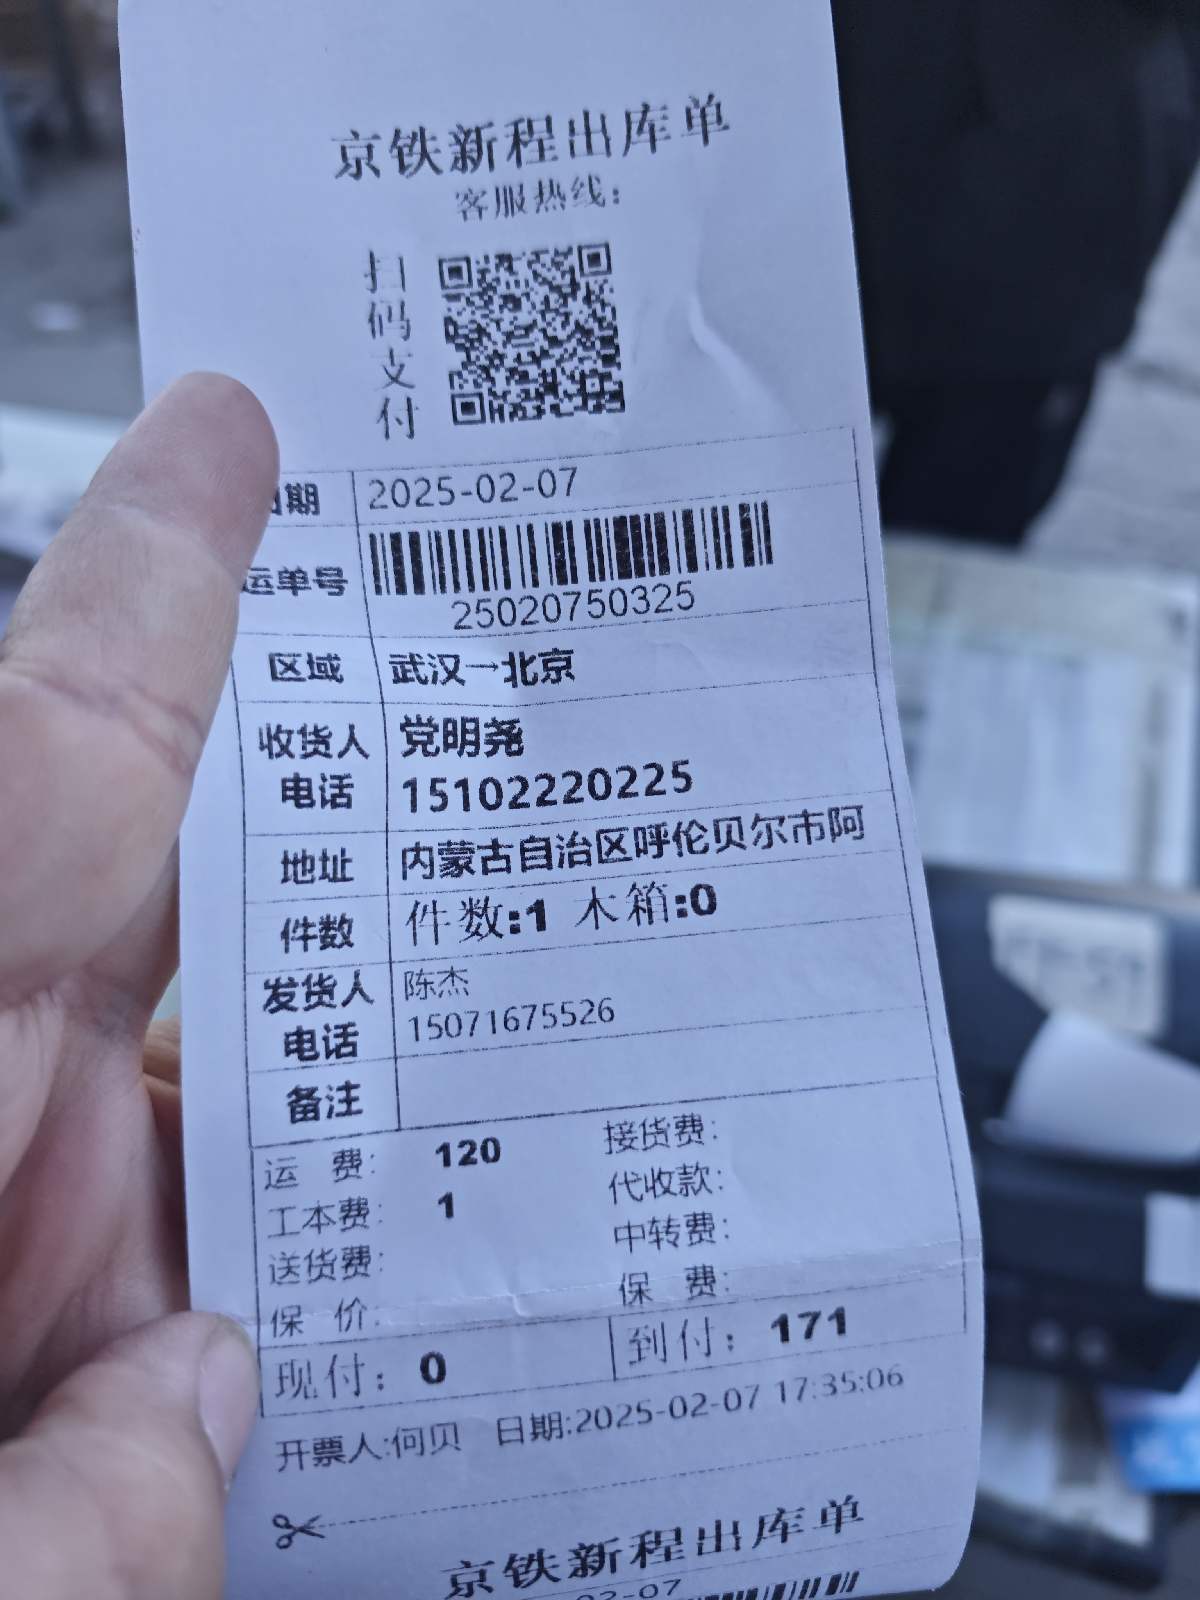 京铁新程出库单
客服热线：
扫码支付
日期 2025-02-07
运单号
25020750325
区域 武汉→北京
收货人 党明尧
电话 15102220225
地址 内蒙古自治区呼伦贝尔市阿
件数 件数:1 木箱:0
发货人 陈杰
电话 15071675526
备注
运 费: 120 接货费:
工本费: 1 代收款:
送货费: 中转费:
保 价: 保 费:
现付：0 到付：171
开票人:何贝 日期:2025-02-07 17:35:06
京铁新程出库单
02-07